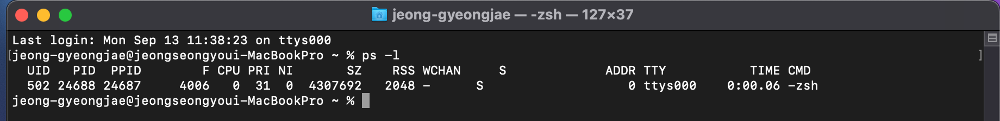 jeong-gyeongjae — -zsh — 127×37
Last login: Mon Sep 13 11:38:23 on ttys000
[jeong-gyeongjae@jeongseongyoui-MacBookPro ~ % ps -l ]
  UID   PID  PPID        F CPU PRI NI       SZ    RSS WCHAN     S             ADDR TTY           TIME CMD
  502 24688 24687     4006   0  31  0  4307692   2048 -      S                   0 ttys000    0:00.06 -zsh
jeong-gyeongjae@jeongseongyoui-MacBookPro ~ %